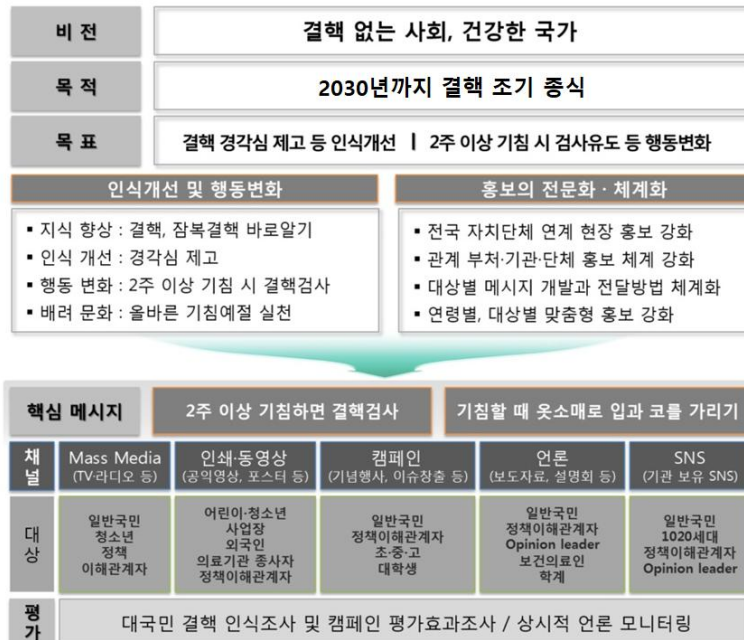 비 전
결핵 없는 사회, 건강한 국가
목 적
2030년까지 결핵 조기 종식
목 표
결핵 경각심 제고 등 인식개선 | 2주 이상 기침 시 검사유도 등 행동변화
인식개선 및 행동변화
▪ 지식 향상 : 결핵, 잠복결핵 바로알기
▪ 인식 개선 : 경각심 제고
▪ 행동 변화 : 2주 이상 기침 시 결핵검사
▪ 배려 문화 : 올바른 기침예절 실천
홍보의 전문화 · 체계화
▪ 전국 자치단체 연계 현장 홍보 강화
▪ 관계 부처·기관·단체 홍보 체계 강화
▪ 대상별 메시지 개발과 전달방법 체계화
▪ 연령별, 대상별 맞춤형 홍보 강화
핵심 메시지
2주 이상 기침하면 결핵검사
기침할 때 옷소매로 입과 코를 가리기
채
널
Mass Media
(TV·라디오 등)
인쇄·동영상
(공익영상, 포스터 등)
캠페인
(기념행사, 이슈창출 등)
언론
(보도자료, 설명회 등)
SNS
(기관 보유 SNS)
대
상
일반국민
청소년
정책
이해관계자
어린이·청소년
사업장
외국인
의료기관 종사자
정책이해관계자
일반국민
정책이해관계자
초·중·고
대학생
일반국민
정책이해관계자
Opinion leader
보건의료인
학계
일반국민
1020세대
정책이해관계자
Opinion leader
평
가
대국민 결핵 인식조사 및 캠페인 평가효과조사 / 상시적 언론 모니터링